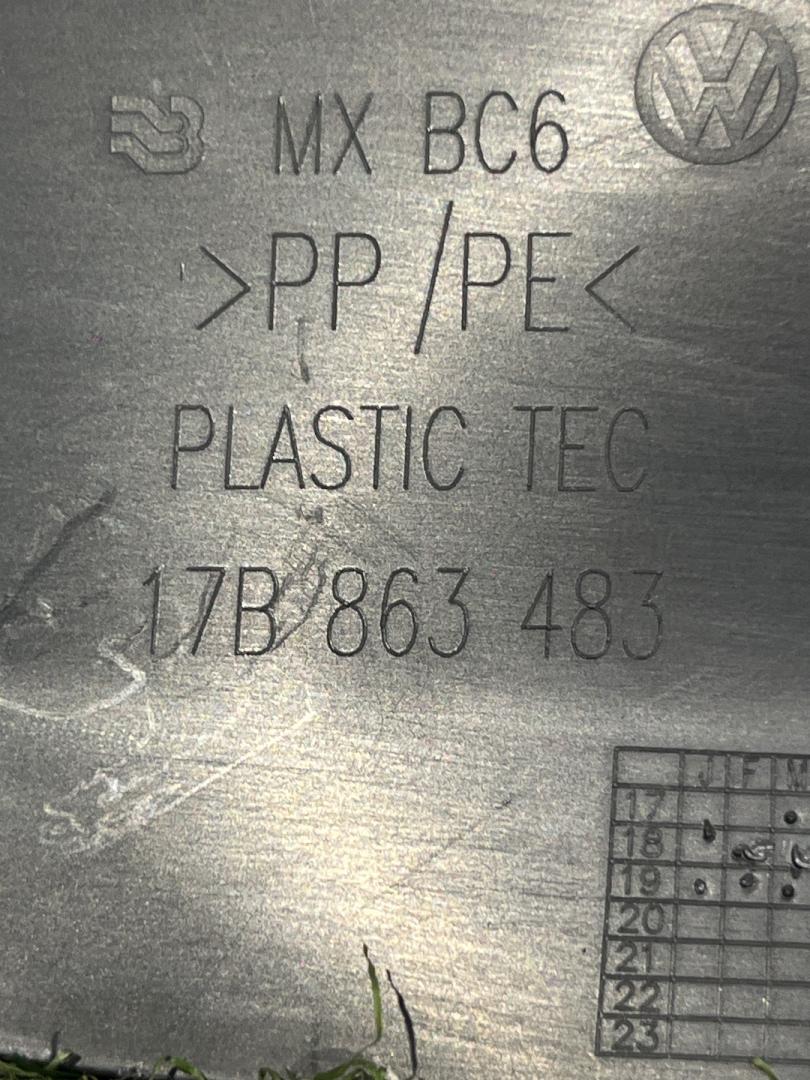 MX BC6
>PP/PE<
PLASTIC TEC
17B 863 483
J F M
17
18
19
20
21
22
23